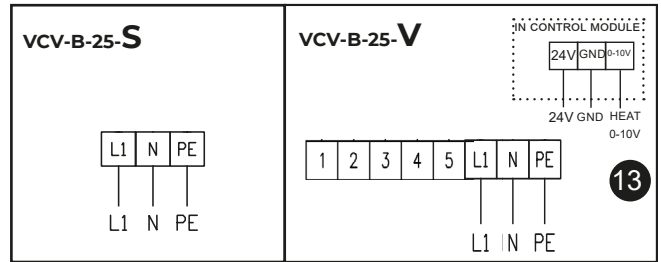 VCV-B-25-S
L1 N PE
L1 N PE
VCV-B-25-V
IN CONTROL MODULE
24V GND 0-10V
24V GND HEAT
0-10V
1 2 3 4 5 L1 N PE
13
L1 N PE